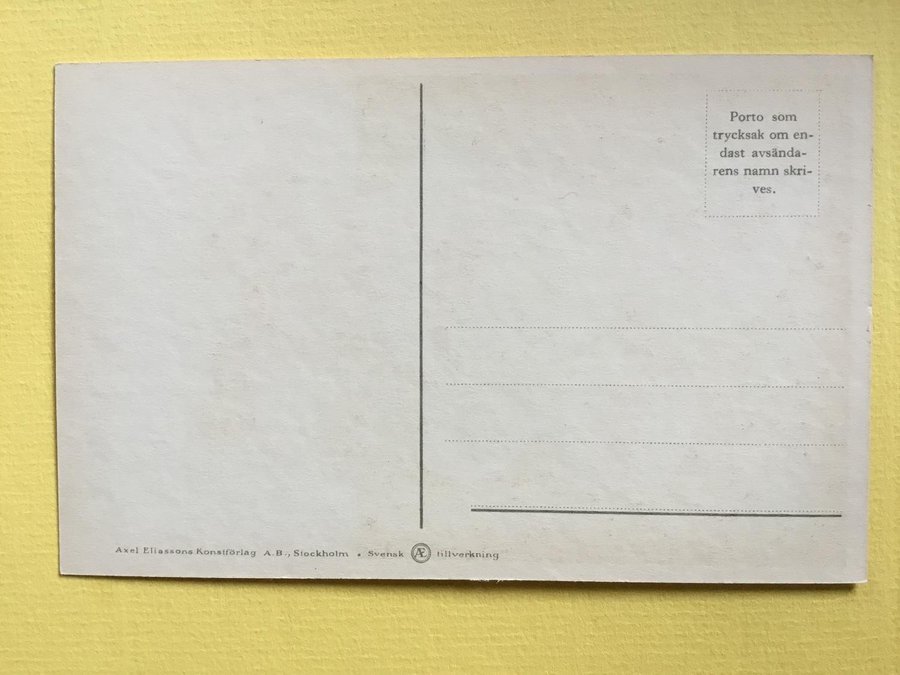 Porto som
trycksak om en-
dast avsända-
rens namn skri-
ves.
Axel Eliassons Konstförlag A.B., Stockholm • Svensk Æ tillverkning